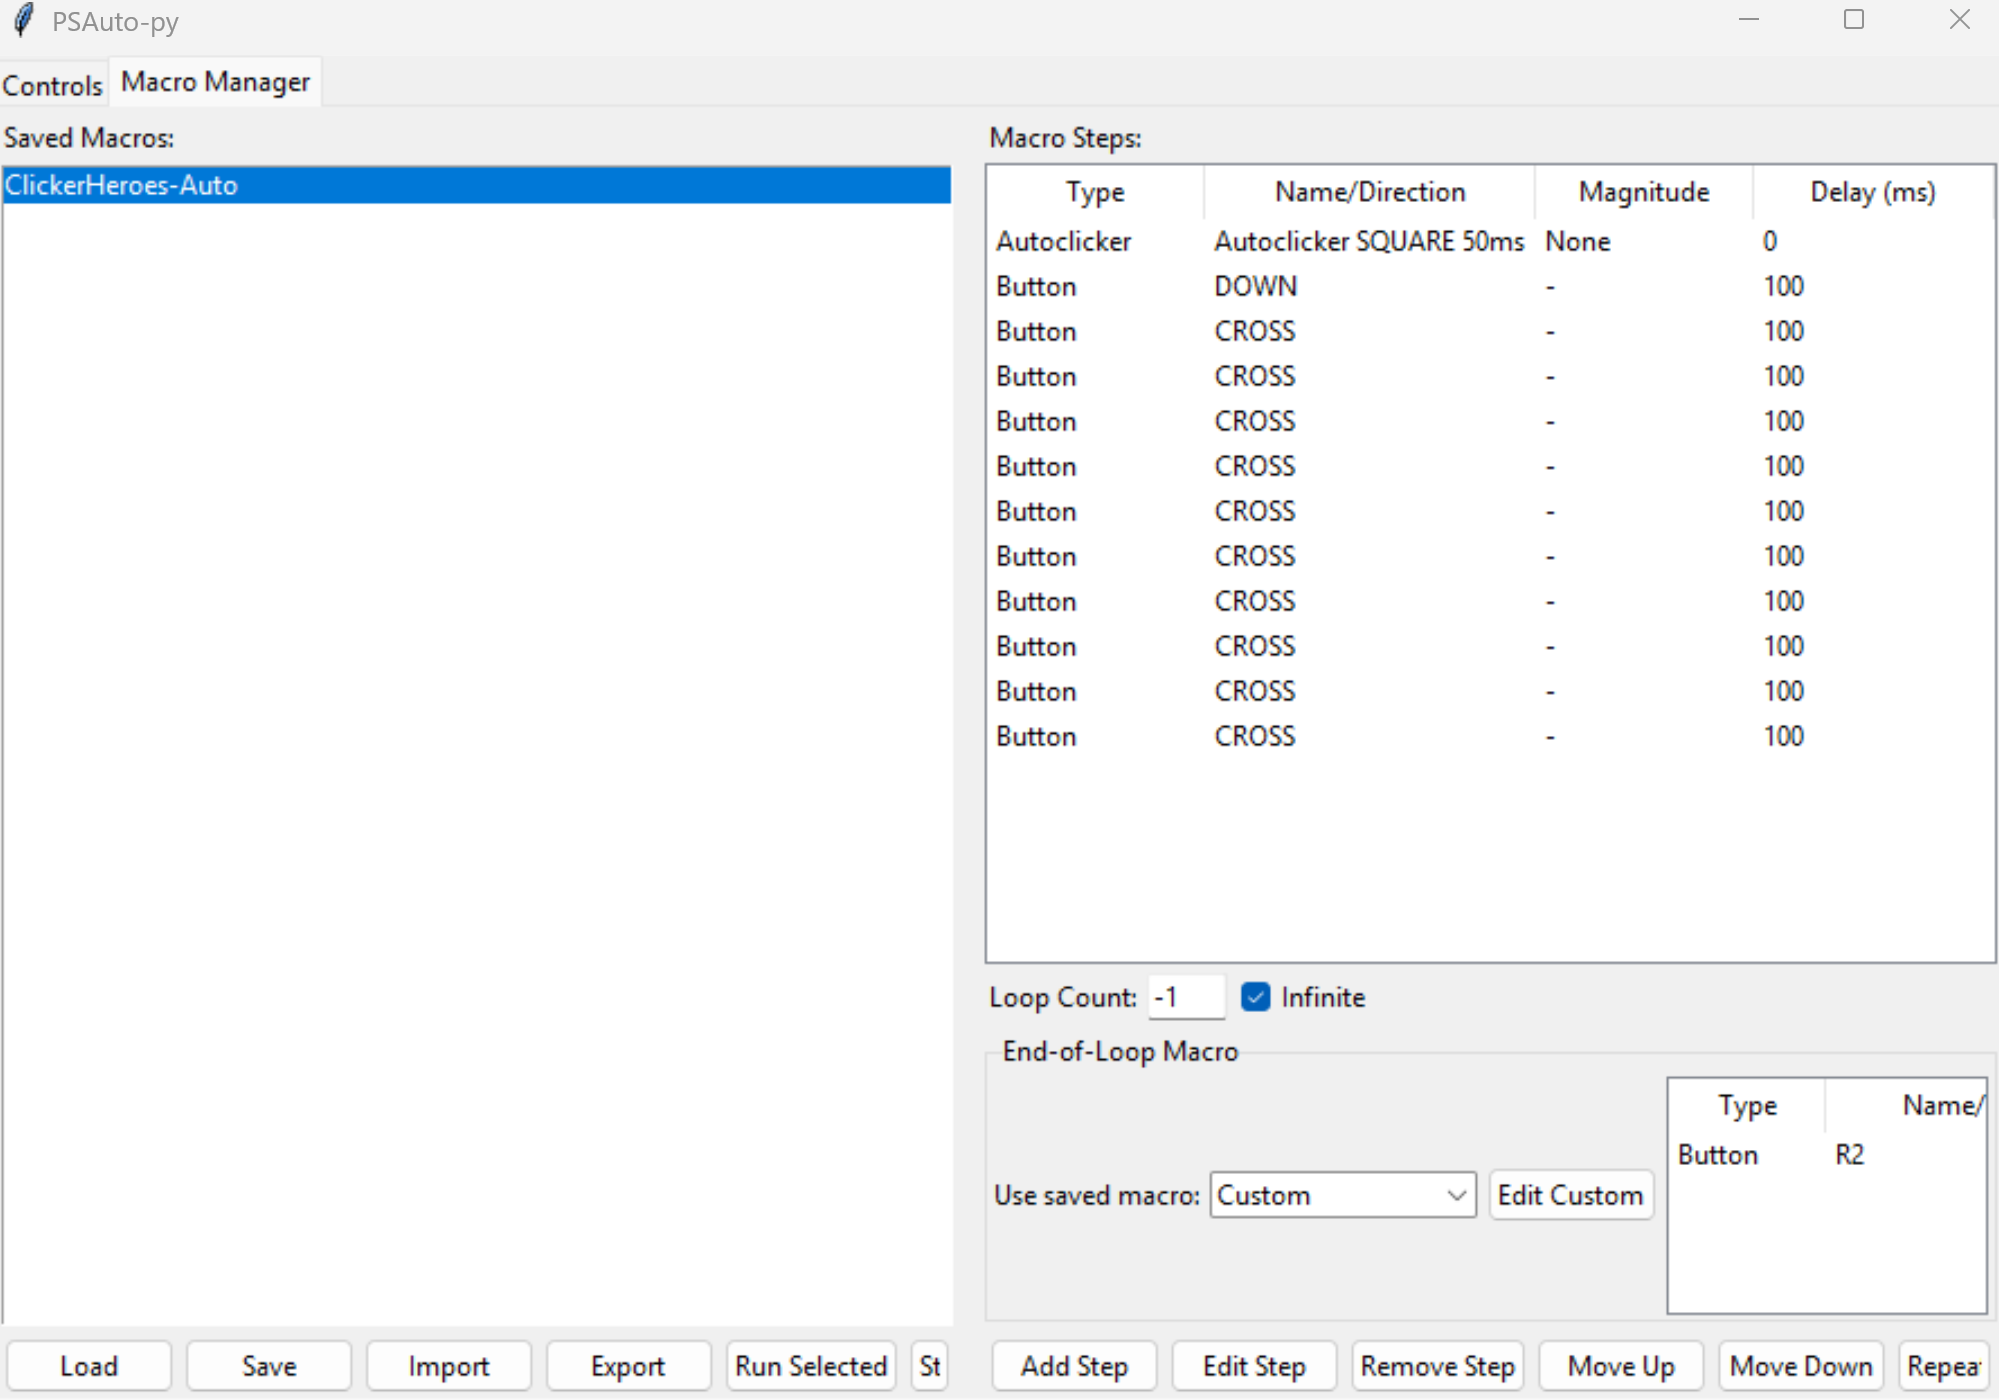 PSAuto-py
Controls Macro Manager
Saved Macros:
ClickerHeroes-Auto
Macro Steps:
Type Name/Direction Magnitude Delay (ms)
Autoclicker Autoclicker SQUARE 50ms None 0
Button DOWN - 100
Button CROSS - 100
Button CROSS - 100
Button CROSS - 100
Button CROSS - 100
Button CROSS - 100
Button CROSS - 100
Button CROSS - 100
Button CROSS - 100
Button CROSS - 100
Button CROSS - 100
Loop Count: -1 Infinite
End-of-Loop Macro
Use saved macro: Custom Edit Custom
Type Name/
Button R2
Load Save Import Export Run Selected St
Add Step Edit Step Remove Step Move Up Move Down Repea